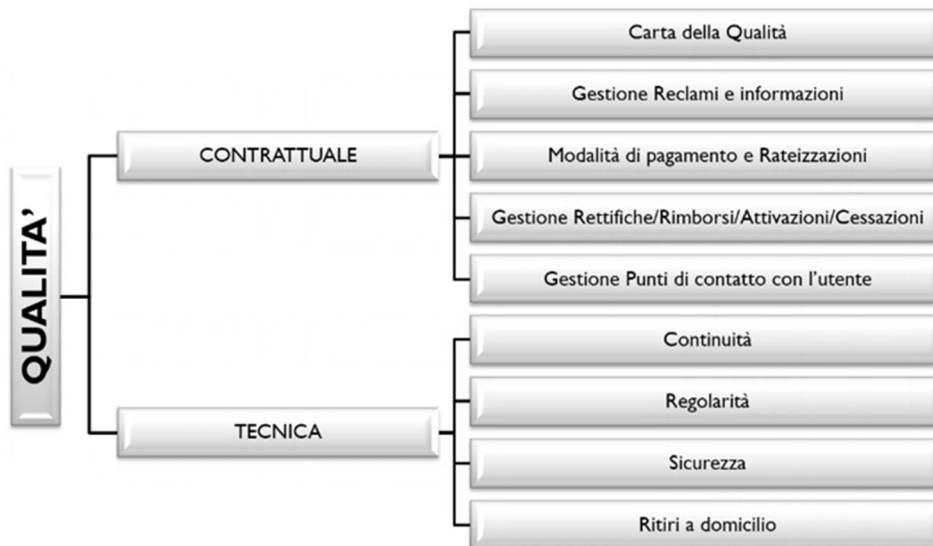 QUALITA'
CONTRATTUALE
Carta della Qualità
Gestione Reclami e informazioni
Modalità di pagamento e Rateizzazioni
Gestione Rettifiche/Rimborsi/Attivazioni/Cessazioni
Gestione Punti di contatto con l'utente
TECNICA
Continuità
Regolarità
Sicurezza
Ritiri a domicilio